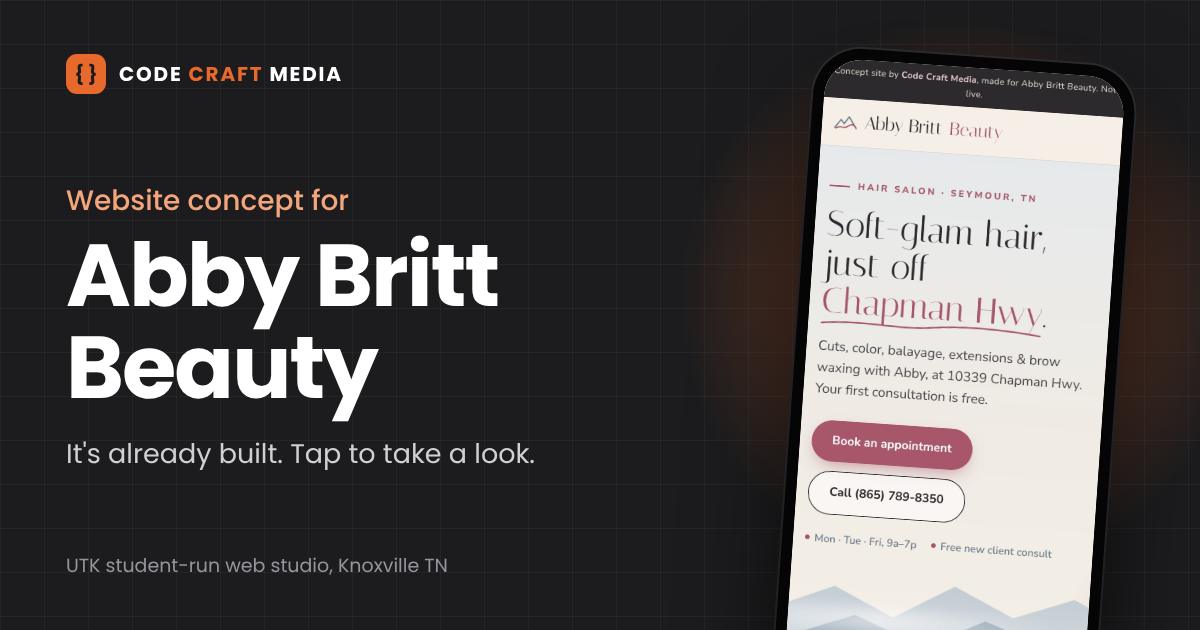 { } CODE CRAFT MEDIA
Website concept for
Abby Britt
Beauty
It's already built. Tap to take a look.
UTK student-run web studio, Knoxville TN
Concept site by Code Craft Media, made for Abby Britt Beauty. Not
live.
Abby Britt Beauty
HAIR SALON · SEYMOUR, TN
Soft-glam hair,
just off
Chapman Hwy.
Cuts, color, balayage, extensions & brow
waxing with Abby, at 10339 Chapman Hwy.
Your first consultation is free.
Book an appointment
Call (865) 789-8350
Mon · Tue · Fri, 9a–7p
Free new client consult